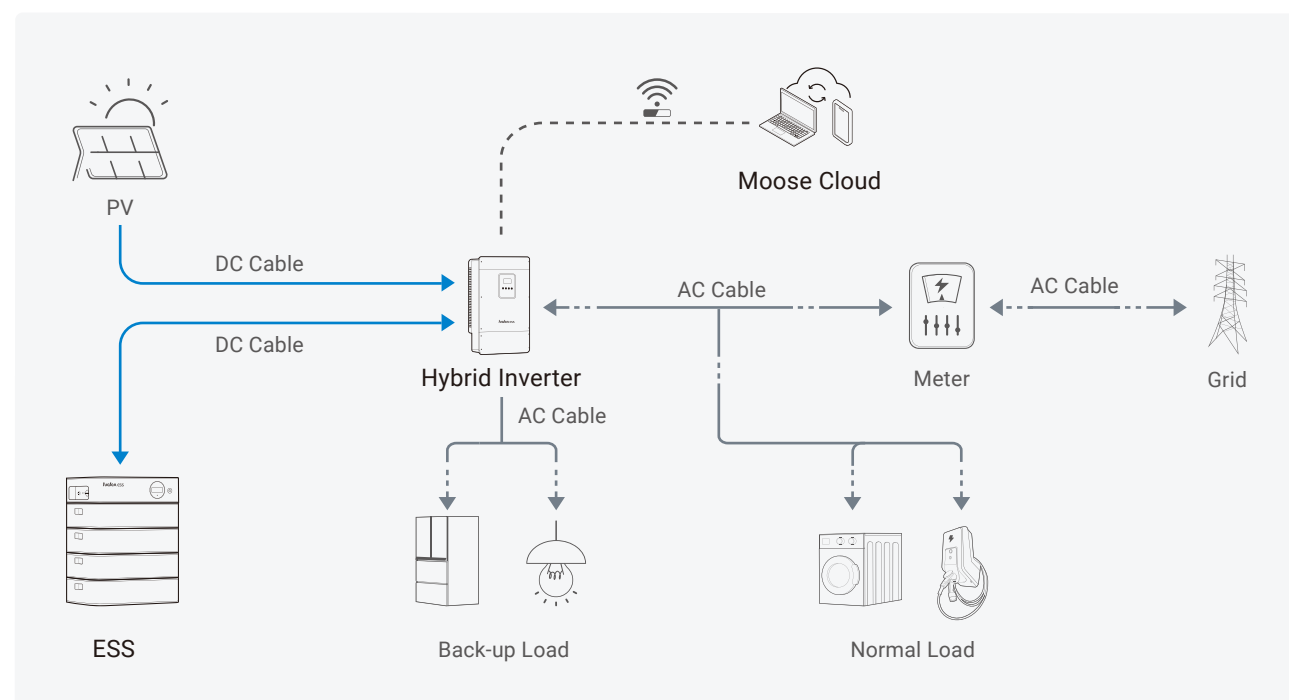 Moose Cloud
PV
DC Cable
AC Cable
AC Cable
DC Cable
Hybrid Inverter
Meter
Grid
AC Cable
ESS
Back-up Load
Normal Load